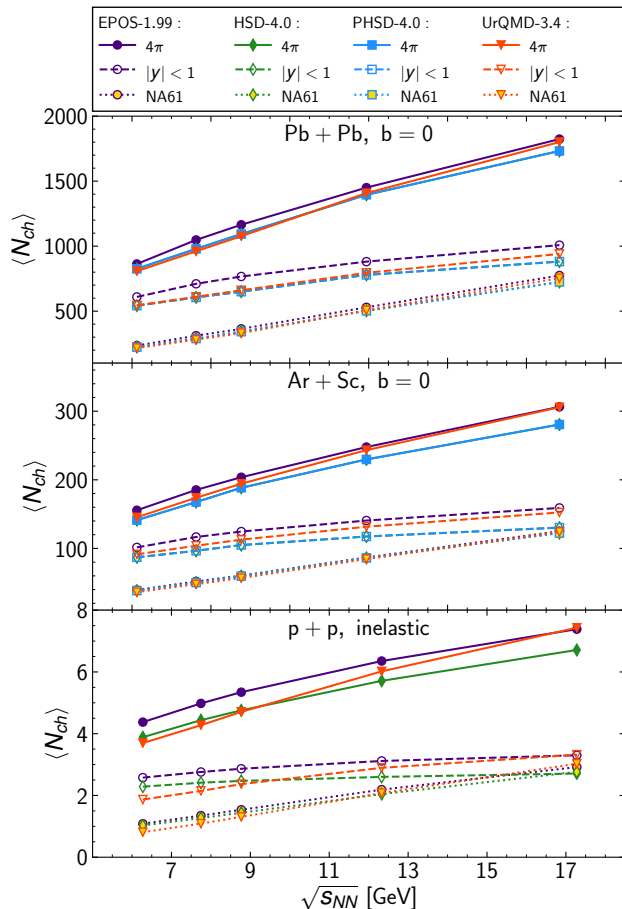 EPOS-1.99 : HSD-4.0 : PHSD-4.0 : UrQMD-3.4 :
4π 4π 4π 4π
|y| < 1 |y| < 1 |y| < 1 |y| < 1
NA61 NA61 NA61 NA61
2000
Pb + Pb, b = 0
1500
1000
500
⟨N_ch⟩
Ar + Sc, b = 0
300
200
100
⟨N_ch⟩
8
p + p, inelastic
6
4
2
0
⟨N_ch⟩
7 9 11 13 15 17
√s_NN [GeV]